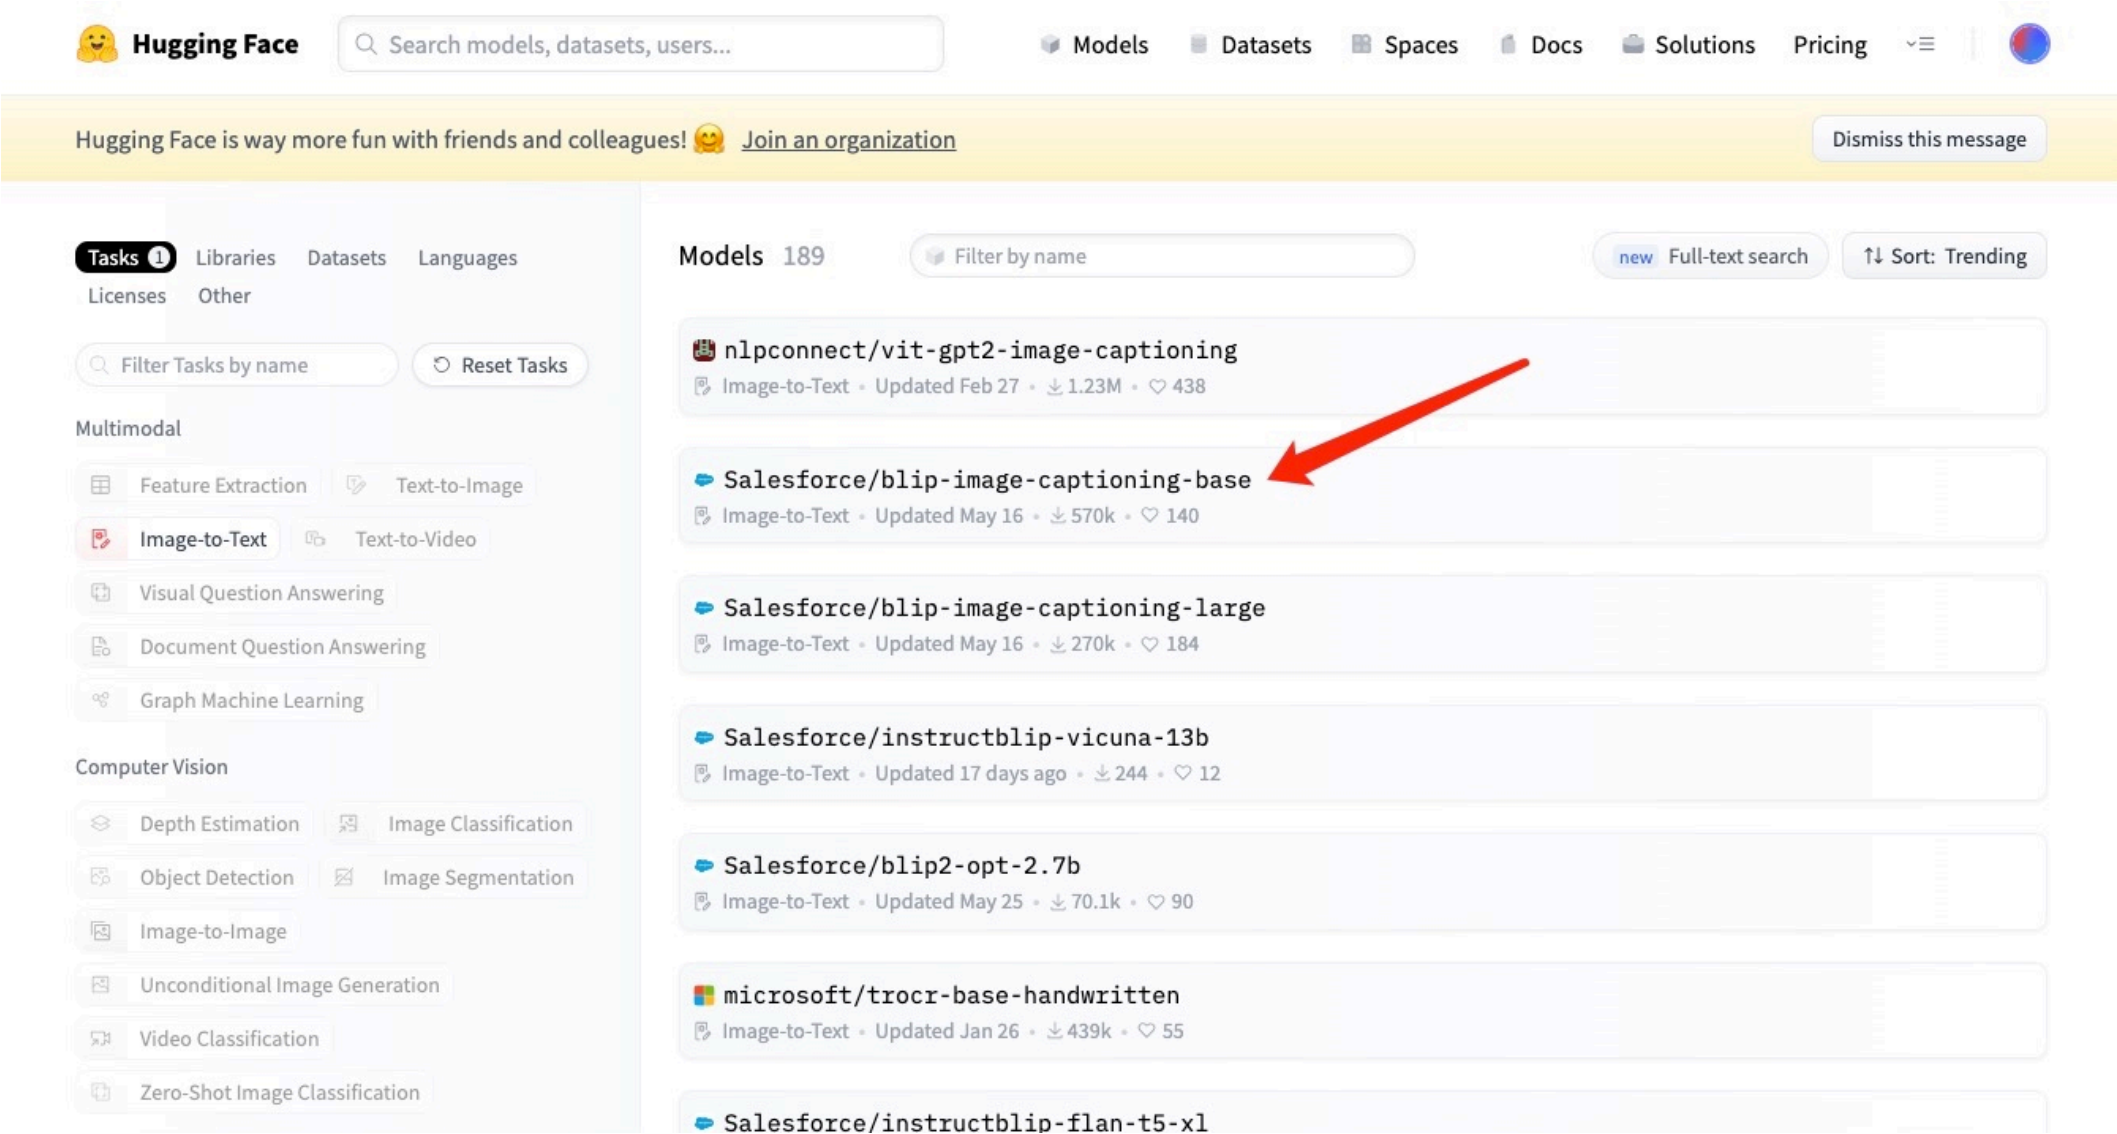 Hugging Face
Search models, datasets, users...
Models Datasets Spaces Docs Solutions Pricing
Hugging Face is way more fun with friends and colleagues! 🤗 Join an organization
Dismiss this message
Tasks 1 Libraries Datasets Languages
Licenses Other
Filter Tasks by name
Reset Tasks
Multimodal
Feature Extraction Text-to-Image
Image-to-Text Text-to-Video
Visual Question Answering
Document Question Answering
Graph Machine Learning
Computer Vision
Depth Estimation Image Classification
Object Detection Image Segmentation
Image-to-Image
Unconditional Image Generation
Video Classification
Zero-Shot Image Classification
Models 189
Filter by name
new Full-text search
Sort: Trending
nlpconnect/vit-gpt2-image-captioning
Image-to-Text • Updated Feb 27 • 1.23M • 438
Salesforce/blip-image-captioning-base
Image-to-Text • Updated May 16 • 570k • 140
Salesforce/blip-image-captioning-large
Image-to-Text • Updated May 16 • 270k • 184
Salesforce/instructblip-vicuna-13b
Image-to-Text • Updated 17 days ago • 244 • 12
Salesforce/blip2-opt-2.7b
Image-to-Text • Updated May 25 • 70.1k • 90
microsoft/trocr-base-handwritten
Image-to-Text • Updated Jan 26 • 439k • 55
Salesforce/instructblip-flan-t5-xl